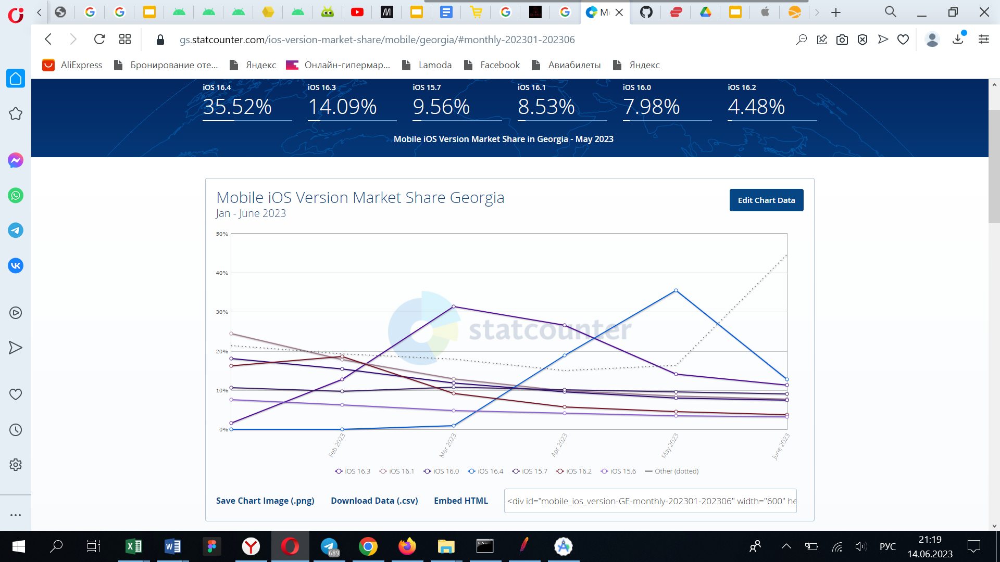 M
gs.statcounter.com/ios-version-market-share/mobile/georgia/#monthly-202301-202306
AliExpress Бронирование оте... Яндекс Онлайн-гипермар... Lamoda Facebook Авиабилеты Яндекс
iOS 16.4 iOS 16.3 iOS 15.7 iOS 16.1 iOS 16.0 iOS 16.2
35.52% 14.09% 9.56% 8.53% 7.98% 4.48%
Mobile iOS Version Market Share in Georgia - May 2023
Mobile iOS Version Market Share Georgia
Edit Chart Data
Jan - June 2023
50%
40%
30%
statcounter
20%
10%
0%
Feb 2023 Mar 2023 Apr 2023 May 2023 June 2023
iOS 16.3 iOS 16.1 iOS 16.0 iOS 16.4 iOS 15.7 iOS 16.2 iOS 15.6 Other (dotted)
Save Chart Image (.png) Download Data (.csv) Embed HTML <div id="mobile_ios_version-GE-monthly-202301-202306" width="600" he
689
РУС
21:19
14.06.2023